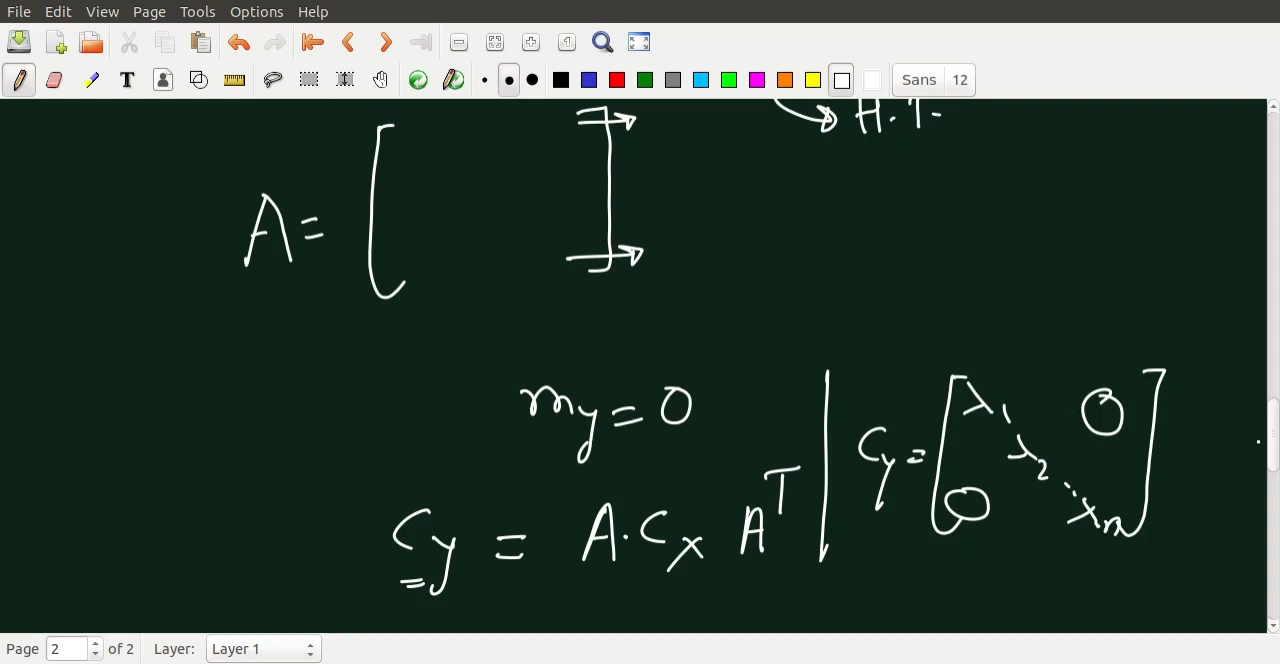 File Edit View Page Tools Options Help
Sans 12
H.T.
A = [ ]
my = 0
Cy = A.Cx A^T
Cy = [λ1 λ2 ... λn 0 0]
Page 2 of 2 Layer: Layer 1